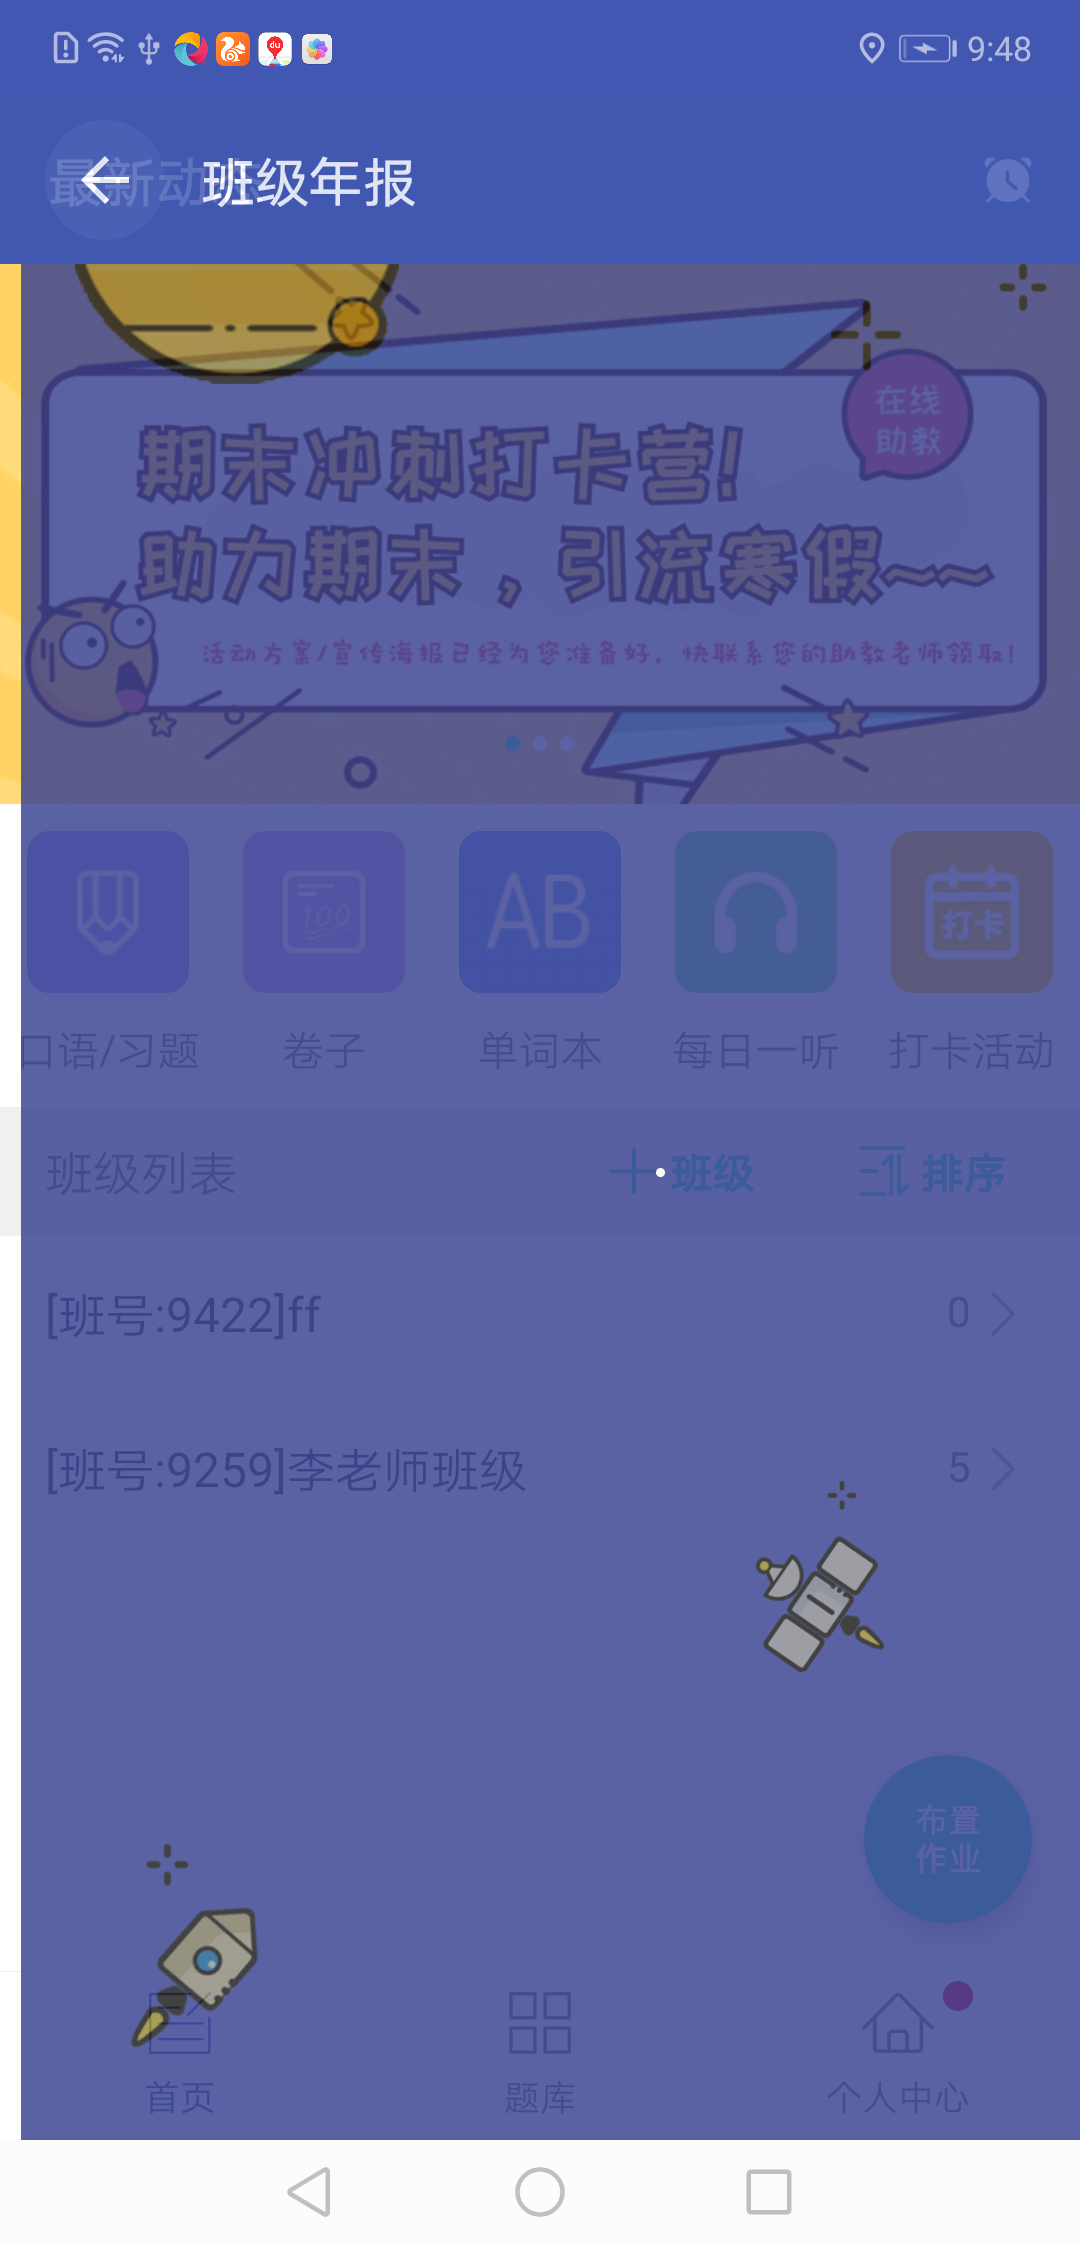 9:48
最新动
班级年报
在线
助教
期末冲刺打卡营!
助力期末，引流寒假~~
活动方案/宣传海报已经为您准备好，快联系您的助教老师领取!
100
AB
打卡
口语/习题
卷子
单词本
每日一听
打卡活动
班级列表
班级
排序
[班号:9422]ff
0
[班号:9259]李老师班级
5
布置
作业
首页
题库
个人中心